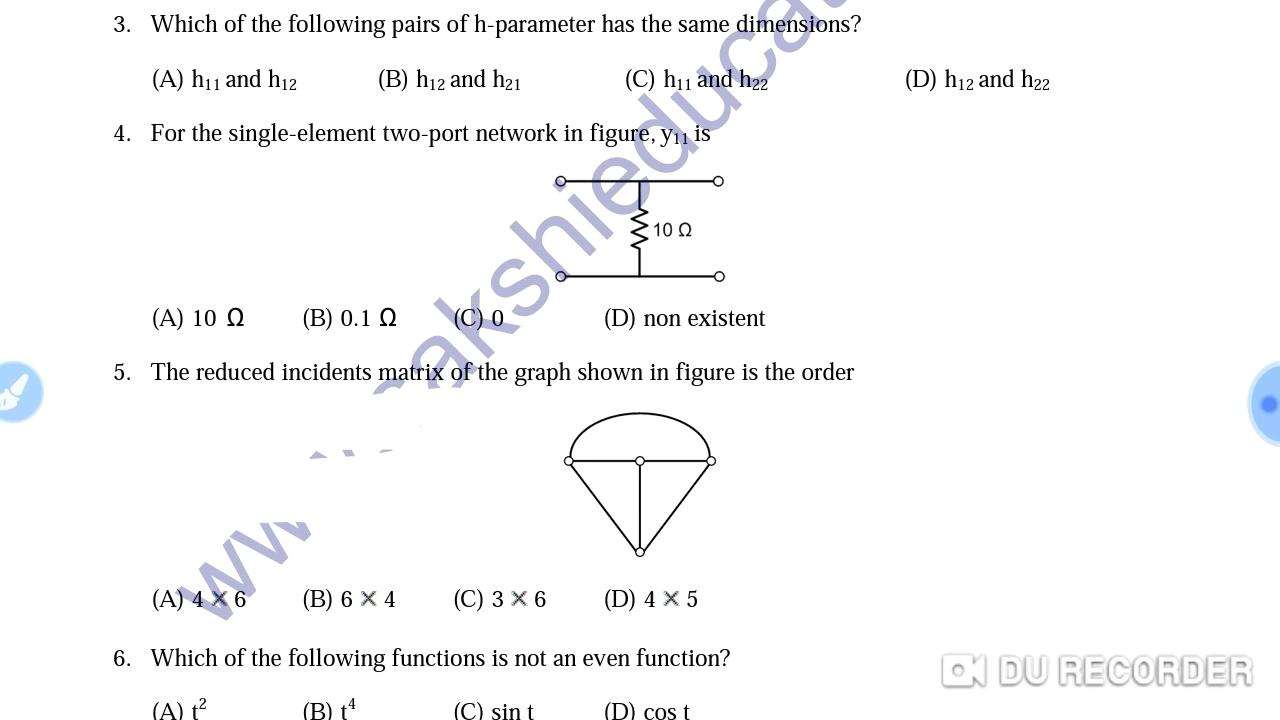 3. Which of the following pairs of h-parameter has the same dimensions?
(A) h₁₁ and h₁₂ (B) h₁₂ and h₂₁ (C) h₁₁ and h₂₂ (D) h₁₂ and h₂₂
4. For the single-element two-port network in figure, y₁₁ is
10 Ω
(A) 10 Ω (B) 0.1 Ω (C) 0 (D) non existent
5. The reduced incidents matrix of the graph shown in figure is the order
(A) 4 × 6 (B) 6 × 4 (C) 3 × 6 (D) 4 × 5
6. Which of the following functions is not an even function?
(A) t² (B) t⁴ (C) sin t (D) cos t
DU RECORDER